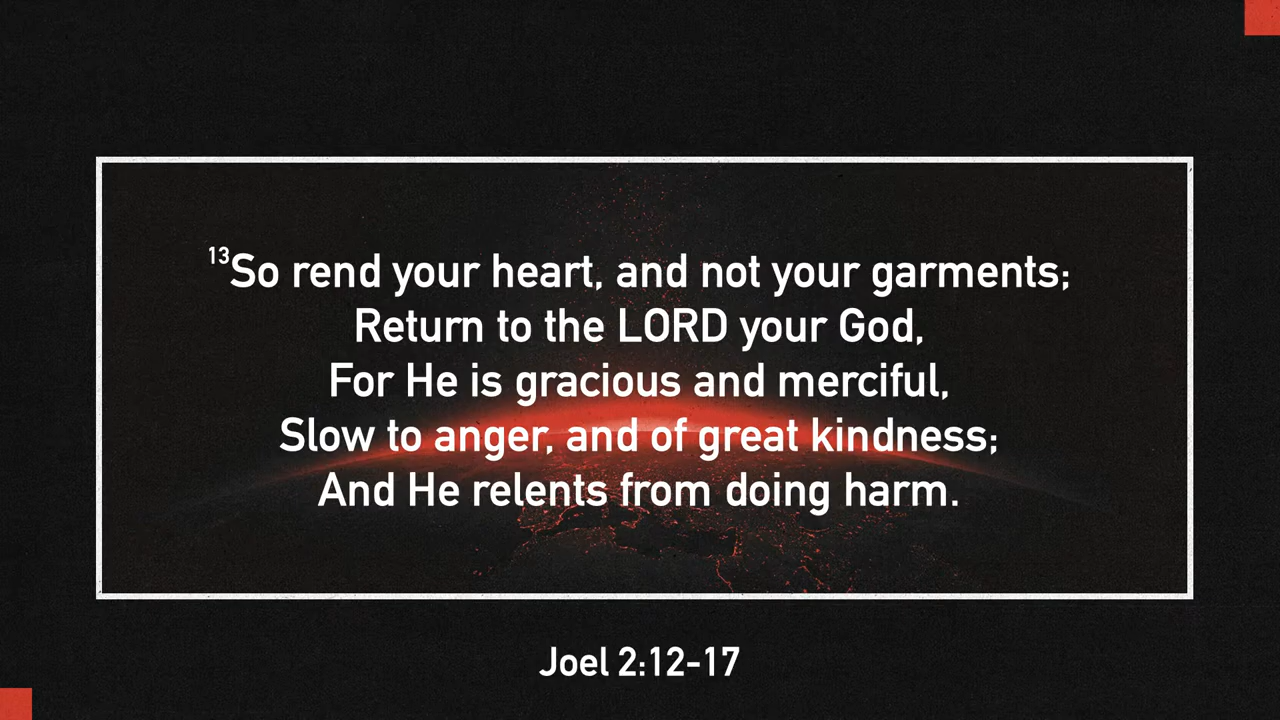 13So rend your heart, and not your garments;
Return to the LORD your God,
For He is gracious and merciful,
Slow to anger, and of great kindness;
And He relents from doing harm.
Joel 2:12-17